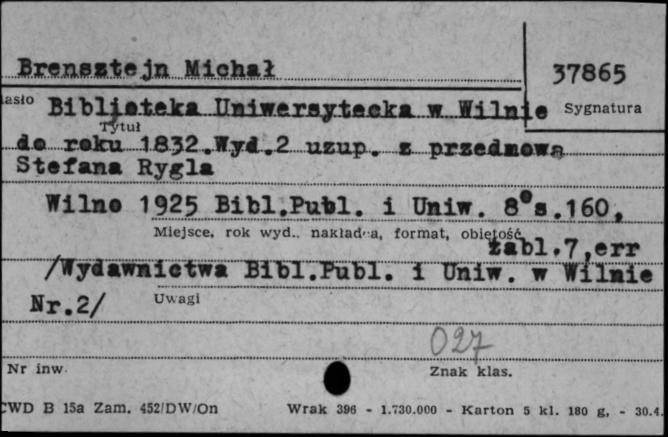 Brensztejn Michał
37865
asło Bibljoteka Uniwersytecka w Wilnie Sygnatura
Tytuł
do roku 1832.Wyd.2 uzup. z przedmową
Stefana Rygla
Wilno 1925 Bibl.Publ. i Uniw. 8° s.160,
Miejsce, rok wyd., nakładca, format, objętość
tabl.7,err
/Wydawnictwa Bibl.Publ. i Uniw. w Wilnie
Nr.2/ Uwagi
027
Nr inw. Znak klas.
CWD B 15a Zam. 452/DW/On Wrak 396 - 1.730.000 - Karton 5 kl. 180 g, - 30.4.